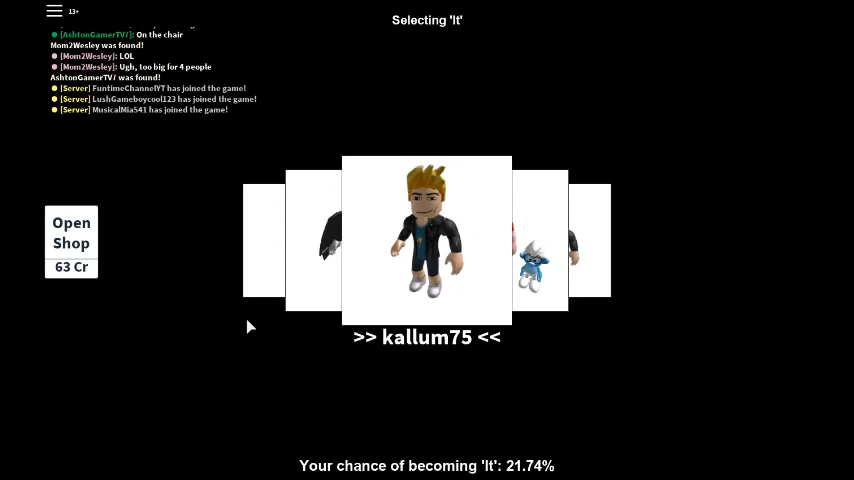 13+
Selecting 'It'
[AshtonGamerTV7]: On the chair
Mom2Wesley was found!
[Mom2Wesley]: LOL
[Mom2Wesley]: Ugh, too big for 4 people
AshtonGamerTV7 was found!
[Server] FuntimeChannelYT has joined the game!
[Server] LushGameboycool123 has joined the game!
[Server] MusicalMia541 has joined the game!
Open
Shop
63 Cr
>> kallum75 <<
Your chance of becoming 'It': 21.74%